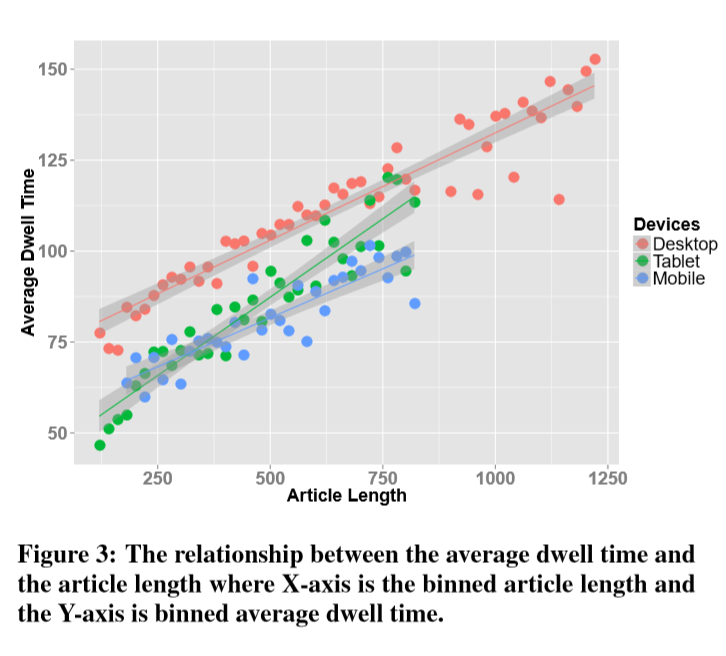 150
125
100
75
50
Average Dwell Time
250 500 750 1000 1250
Article Length
Devices
Desktop
Tablet
Mobile
Figure 3: The relationship between the average dwell time and
the article length where X-axis is the binned article length and
the Y-axis is binned average dwell time.